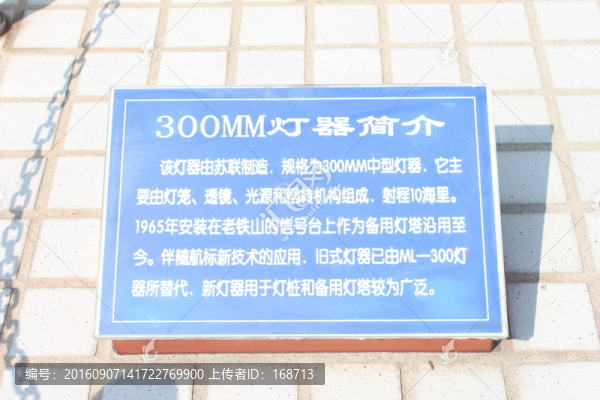 300MM灯器简介
该灯器由苏联制造，规格为300MM中型灯器，它主
要由灯笼、透镜、光源和旋转机构组成，射程10海里。
1965年安装在老铁山的信号台上作为备用灯塔沿用至
今。伴随航标新技术的应用，旧式灯器已由ML—300灯
器所替代，新灯器用于灯桩和备用灯塔较为广泛。
编号：20160907141722769900 上传者ID：168713